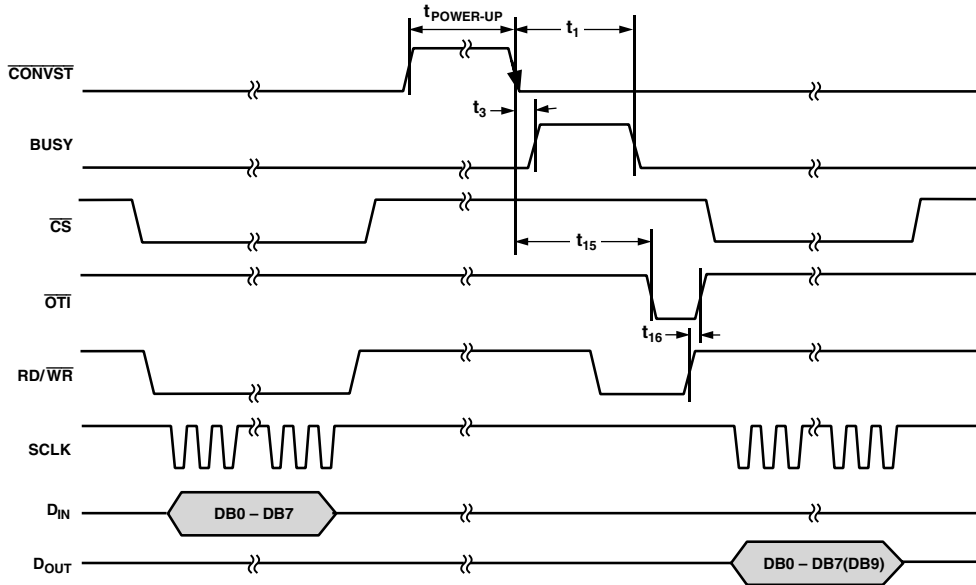 tPOWER-UP
t1
CONVST
t3
BUSY
CS
t15
OTI
t16
RD/WR
SCLK
DIN
DB0 – DB7
DOUT
DB0 – DB7(DB9)